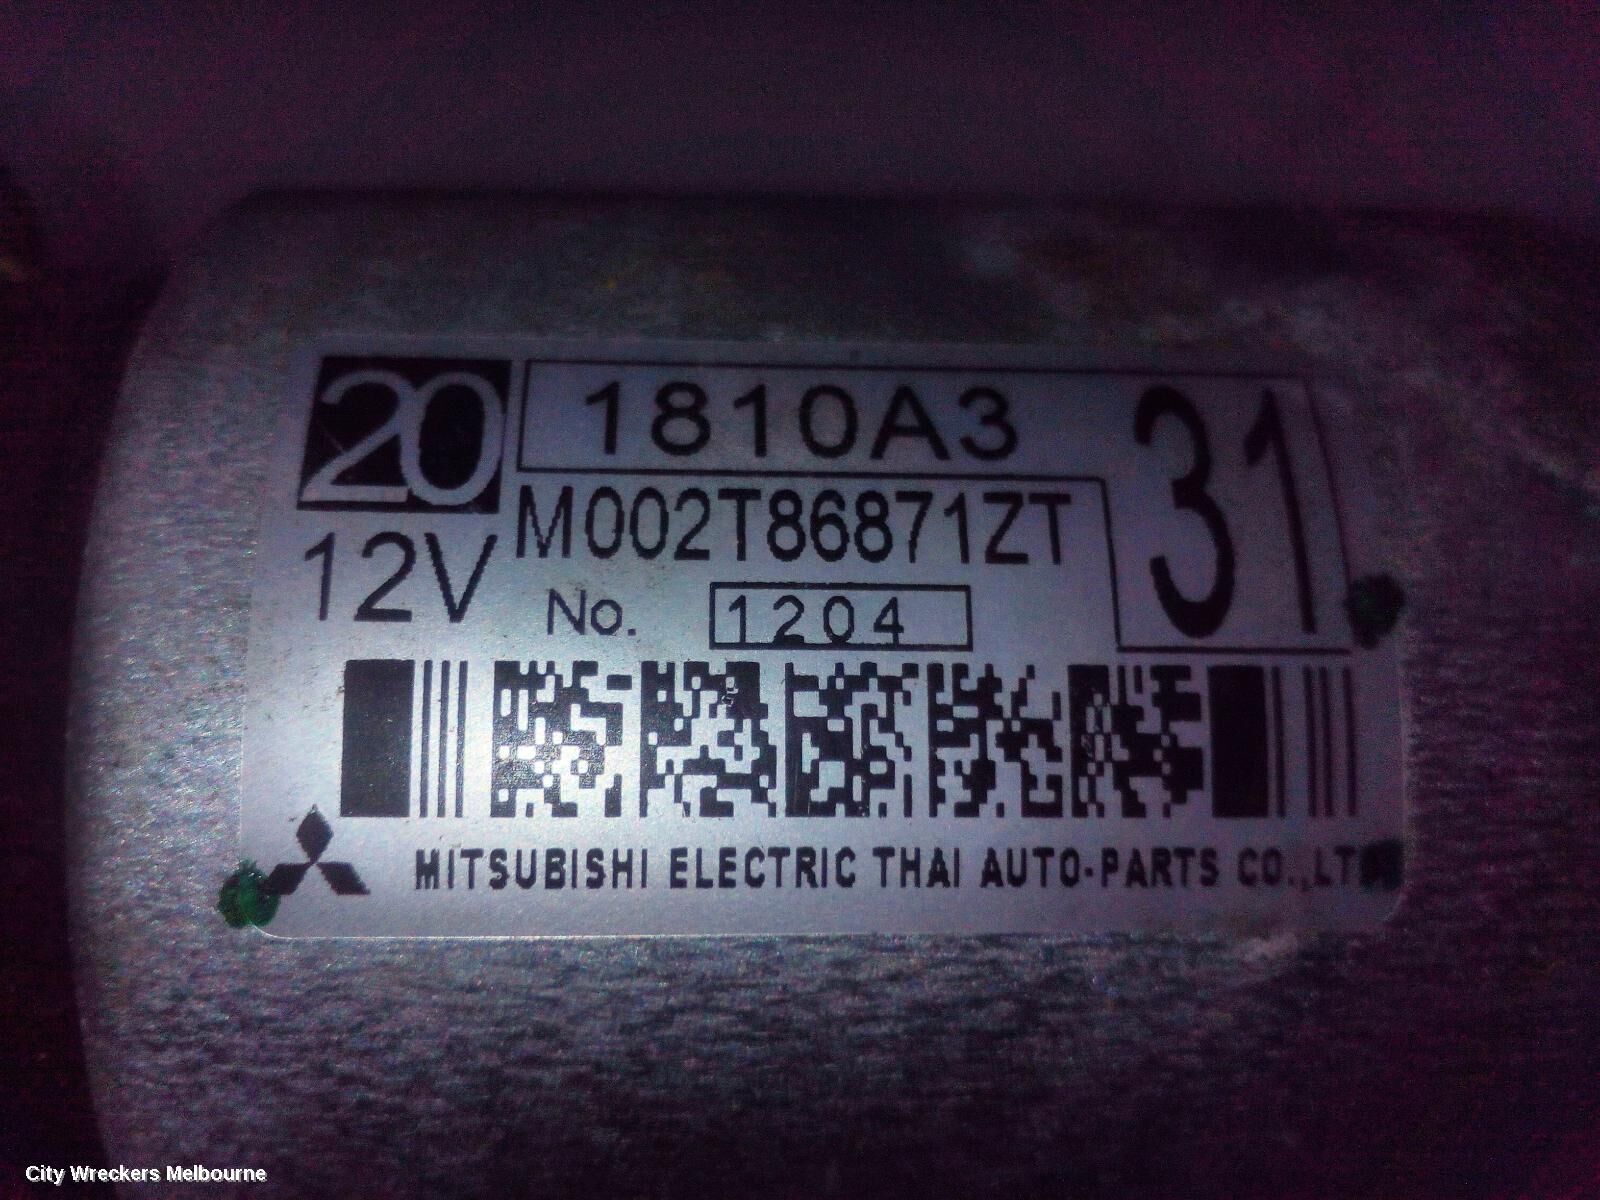 20 1810A3 31
M002T86871ZT
12V
No. 1204
MITSUBISHI ELECTRIC THAI AUTO-PARTS CO.,LT
City Wreckers Melbourne